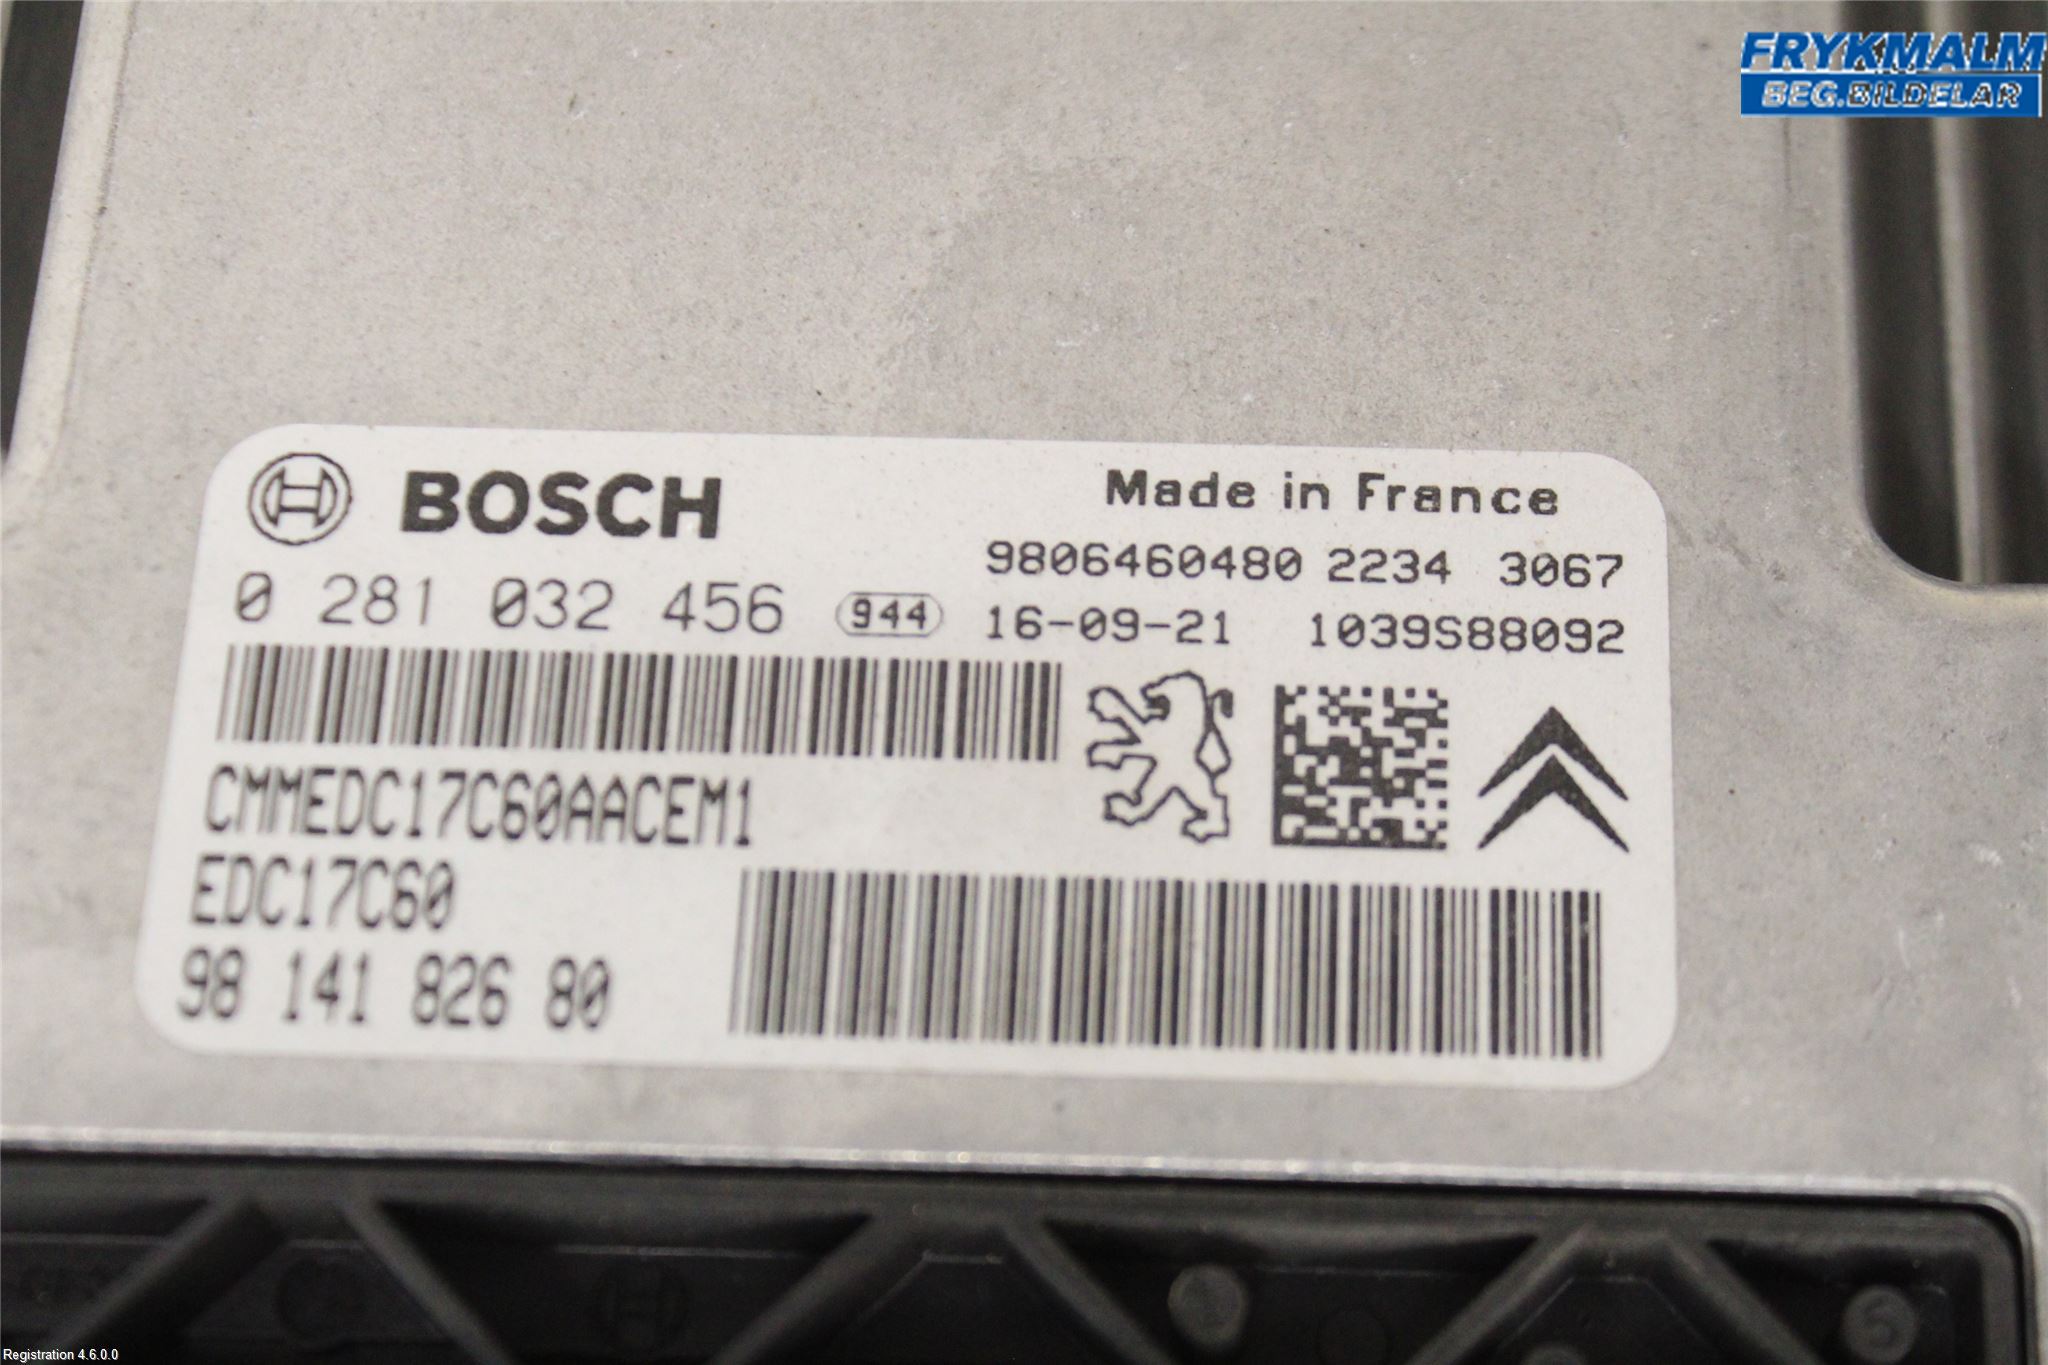 FRYKMALM
BEG.BILDELAR
BOSCH
Made in France
9806460480 2234 3067
0 281 032 456 944 16-09-21 1039S88092
CMMEDC17C60AACEM1
EDC17C60
98 141 826 80
Registration 4.6.0.0